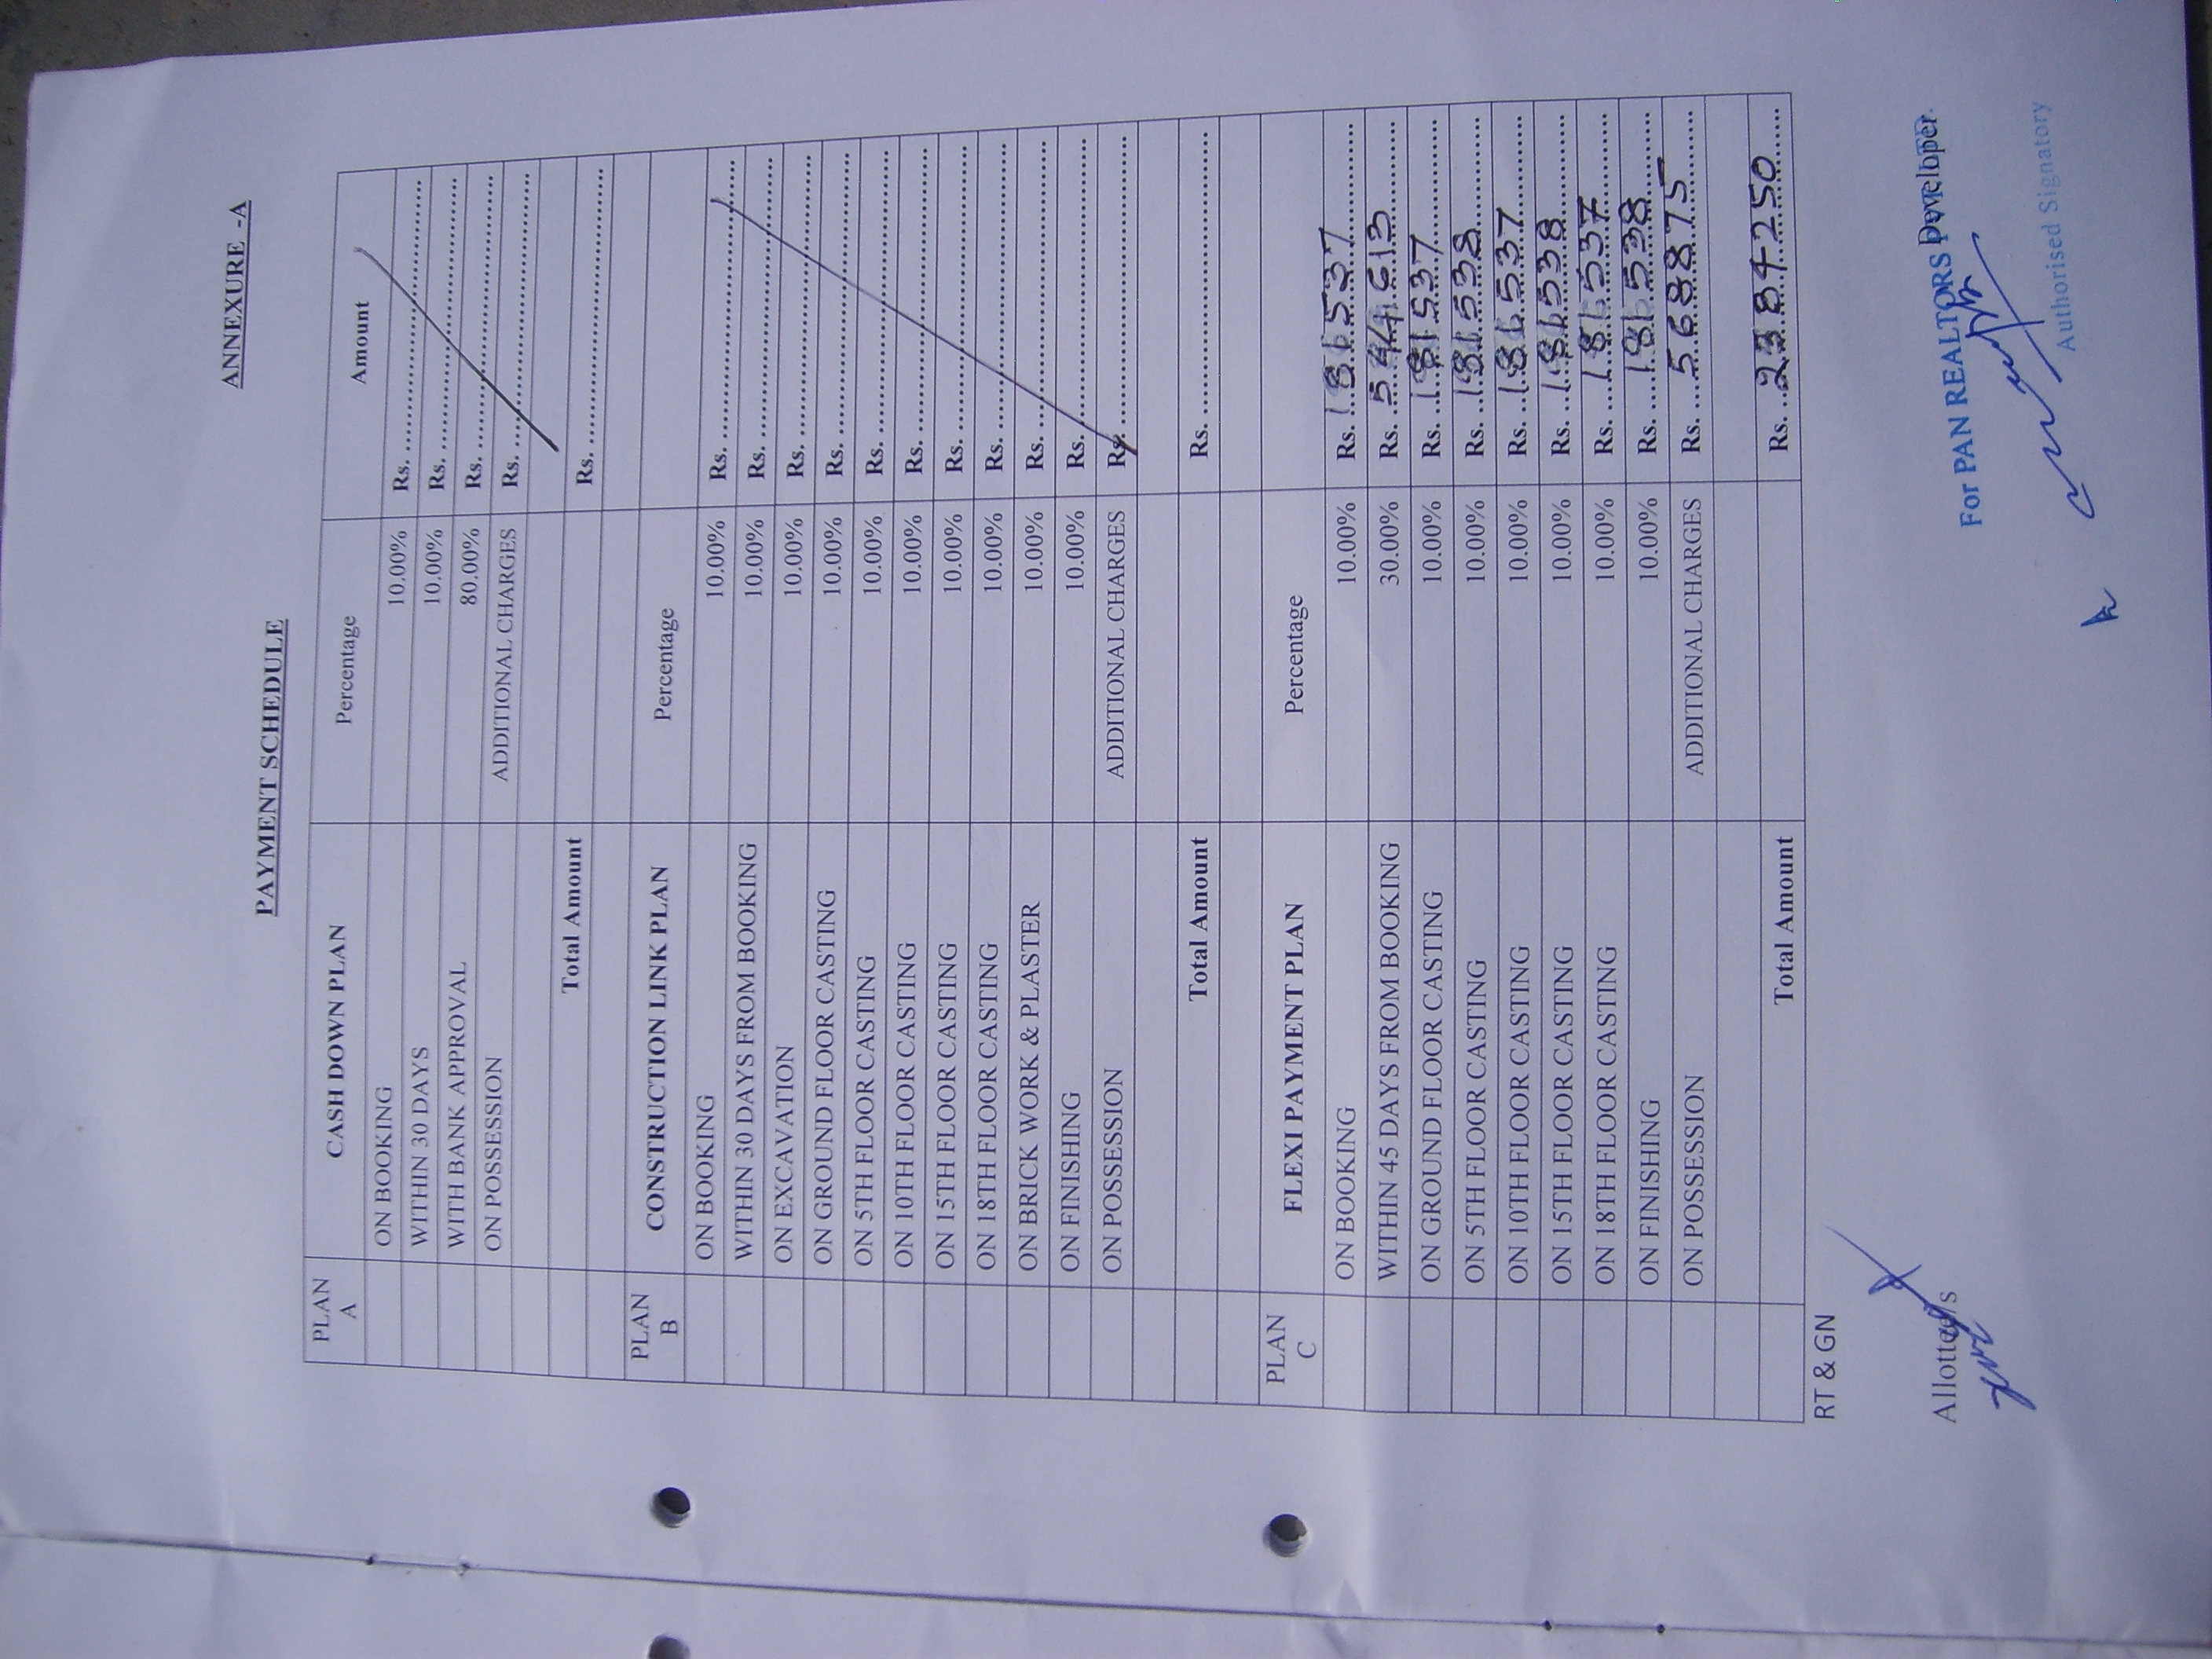 ANNEXURE -A
PAYMENT SCHEDULE
PLAN A CASH DOWN PLAN Percentage Amount
ON BOOKING 10.00% Rs. ........................................
WITHIN 30 DAYS 10.00% Rs. ........................................
WITH BANK APPROVAL 80.00% Rs. ........................................
ON POSSESSION ADDITIONAL CHARGES Rs. ........................................
Total Amount Rs. ........................................
PLAN B CONSTRUCTION LINK PLAN Percentage
ON BOOKING 10.00% Rs. ........................................
WITHIN 30 DAYS FROM BOOKING 10.00% Rs. ........................................
ON EXCAVATION 10.00% Rs. ........................................
ON GROUND FLOOR CASTING 10.00% Rs. ........................................
ON 5TH FLOOR CASTING 10.00% Rs. ........................................
ON 10TH FLOOR CASTING 10.00% Rs. ........................................
ON 15TH FLOOR CASTING 10.00% Rs. ........................................
ON 18TH FLOOR CASTING 10.00% Rs. ........................................
ON BRICK WORK & PLASTER 10.00% Rs. ........................................
ON FINISHING 10.00% Rs. ........................................
ON POSSESSION ADDITIONAL CHARGES Rs. ........................................
Total Amount Rs. ........................................
PLAN C FLEXI PAYMENT PLAN Percentage
ON BOOKING 10.00% Rs. 181537
WITHIN 45 DAYS FROM BOOKING 30.00% Rs. 544613
ON GROUND FLOOR CASTING 10.00% Rs. 181537
ON 5TH FLOOR CASTING 10.00% Rs. 181538
ON 10TH FLOOR CASTING 10.00% Rs. 181537
ON 15TH FLOOR CASTING 10.00% Rs. 181538
ON 18TH FLOOR CASTING 10.00% Rs. 181537
ON FINISHING 10.00% Rs. 181538
ON POSSESSION ADDITIONAL CHARGES Rs. 568875
Total Amount Rs. 2384250
RT & GN
Allottee/s
Developer
For PAN REALTORS PVT. LTD.
Authorised Signatory